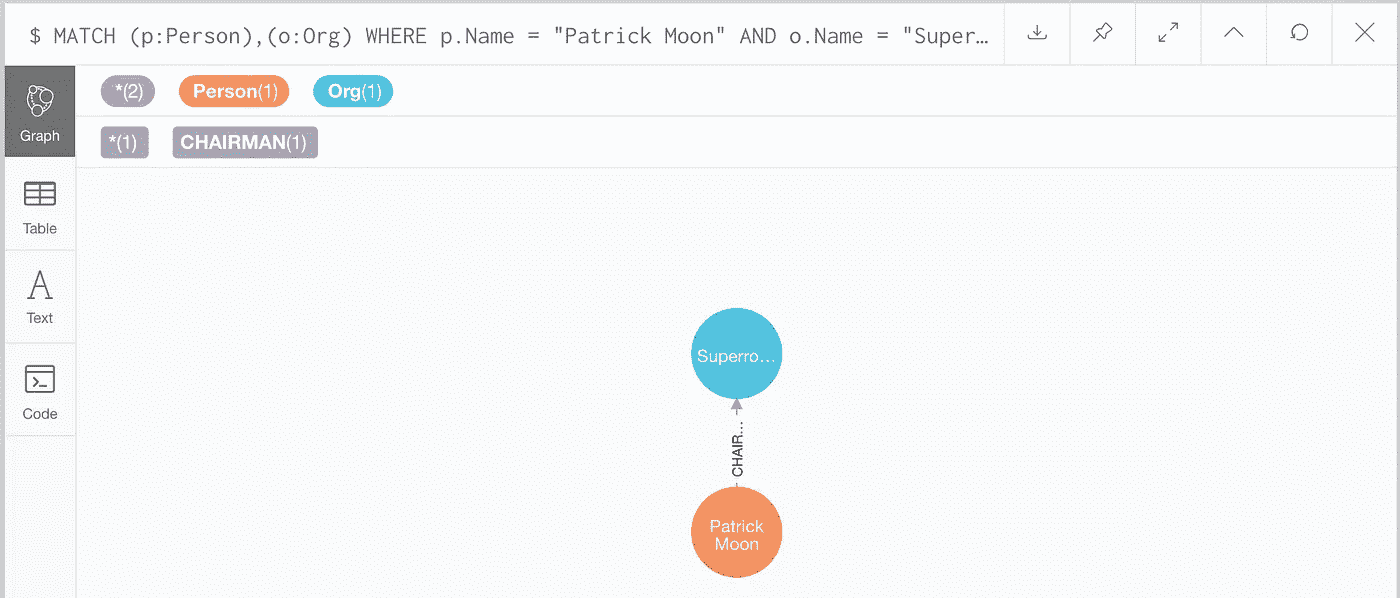 $ MATCH (p:Person),(o:Org) WHERE p.Name = "Patrick Moon" AND o.Name = "Super…
*(2) Person(1) Org(1)
Graph
*(1) CHAIRMAN(1)
Table
Text
Code
Superro…
CHAIR…
Patrick
Moon